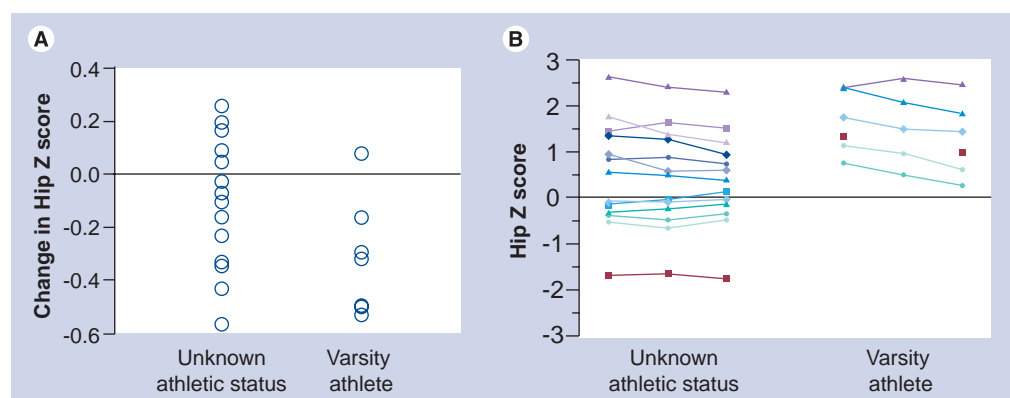 A
Change in Hip Z score
0.4
0.2
0.0
-0.2
-0.4
-0.6
Unknown
athletic status
Varsity
athlete
B
Hip Z score
3
2
1
0
-1
-2
-3
Unknown
athletic status
Varsity
athlete